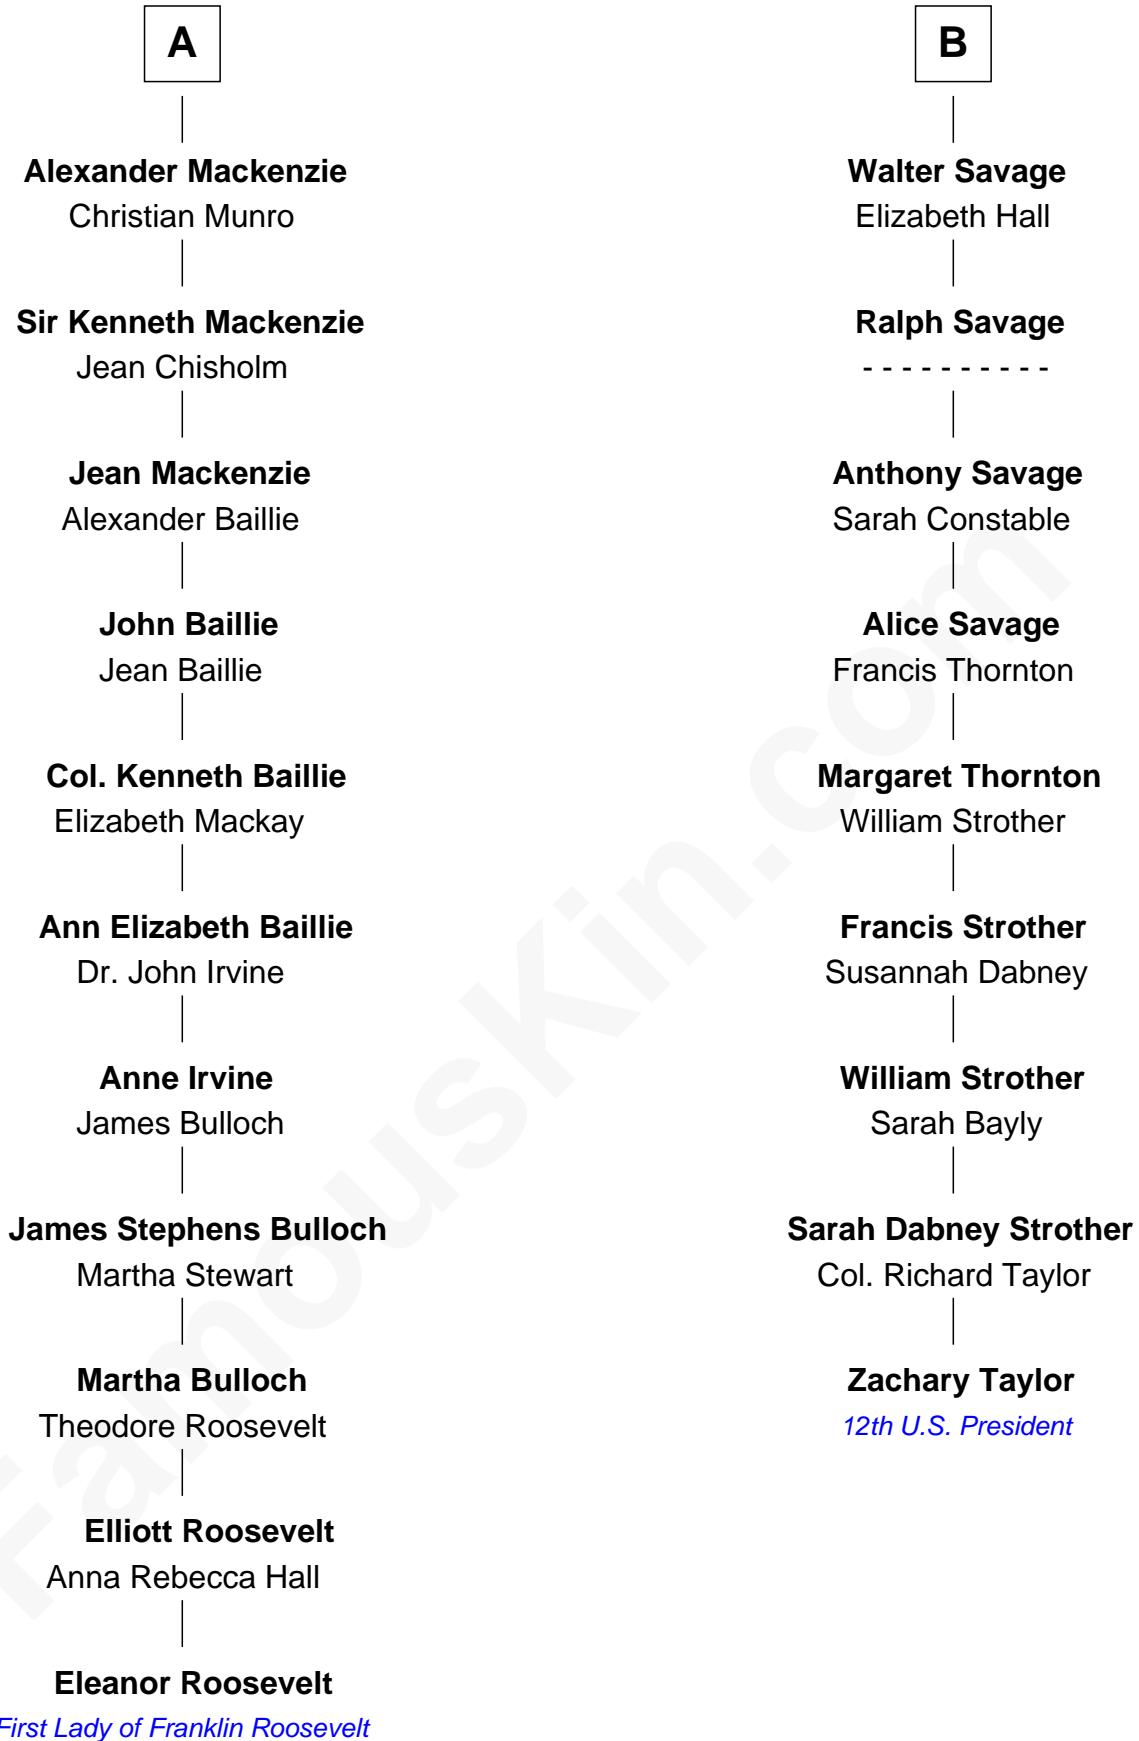 A
Alexander Mackenzie
Christian Munro
Sir Kenneth Mackenzie
Jean Chisholm
Jean Mackenzie
Alexander Baillie
John Baillie
Jean Baillie
Col. Kenneth Baillie
Elizabeth Mackay
Ann Elizabeth Baillie
Dr. John Irvine
Anne Irvine
James Bulloch
James Stephens Bulloch
Martha Stewart
Martha Bulloch
Theodore Roosevelt
Elliott Roosevelt
Anna Rebecca Hall
Eleanor Roosevelt
First Lady of Franklin Roosevelt
B
Walter Savage
Elizabeth Hall
Ralph Savage
- - - - - - - - - -
Anthony Savage
Sarah Constable
Alice Savage
Francis Thornton
Margaret Thornton
William Strother
Francis Strother
Susannah Dabney
William Strother
Sarah Bayly
Sarah Dabney Strother
Col. Richard Taylor
Zachary Taylor
12th U.S. President
FamousKin.com